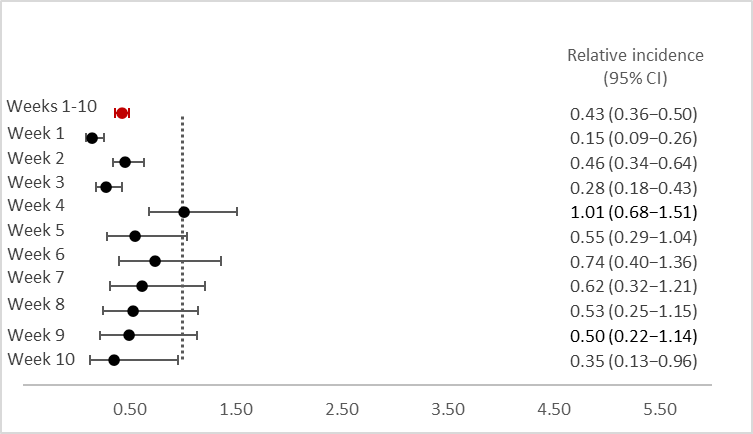 Relative incidence
(95% CI)
Weeks 1-10 0.43 (0.36–0.50)
Week 1 0.15 (0.09–0.26)
Week 2 0.46 (0.34–0.64)
Week 3 0.28 (0.18–0.43)
Week 4 1.01 (0.68–1.51)
Week 5 0.55 (0.29–1.04)
Week 6 0.74 (0.40–1.36)
Week 7 0.62 (0.32–1.21)
Week 8 0.53 (0.25–1.15)
Week 9 0.50 (0.22–1.14)
Week 10 0.35 (0.13–0.96)
0.50 1.50 2.50 3.50 4.50 5.50